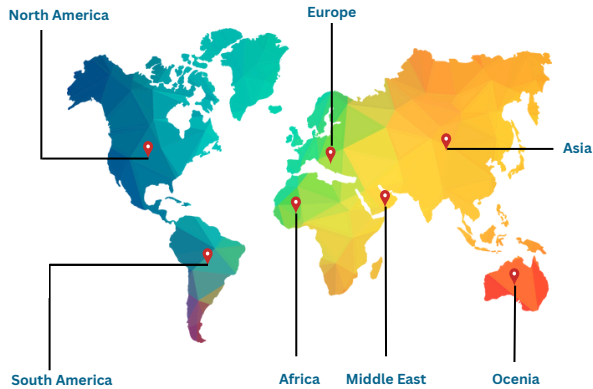 Europe
North America
Asia
South America
Africa
Middle East
Ocenia